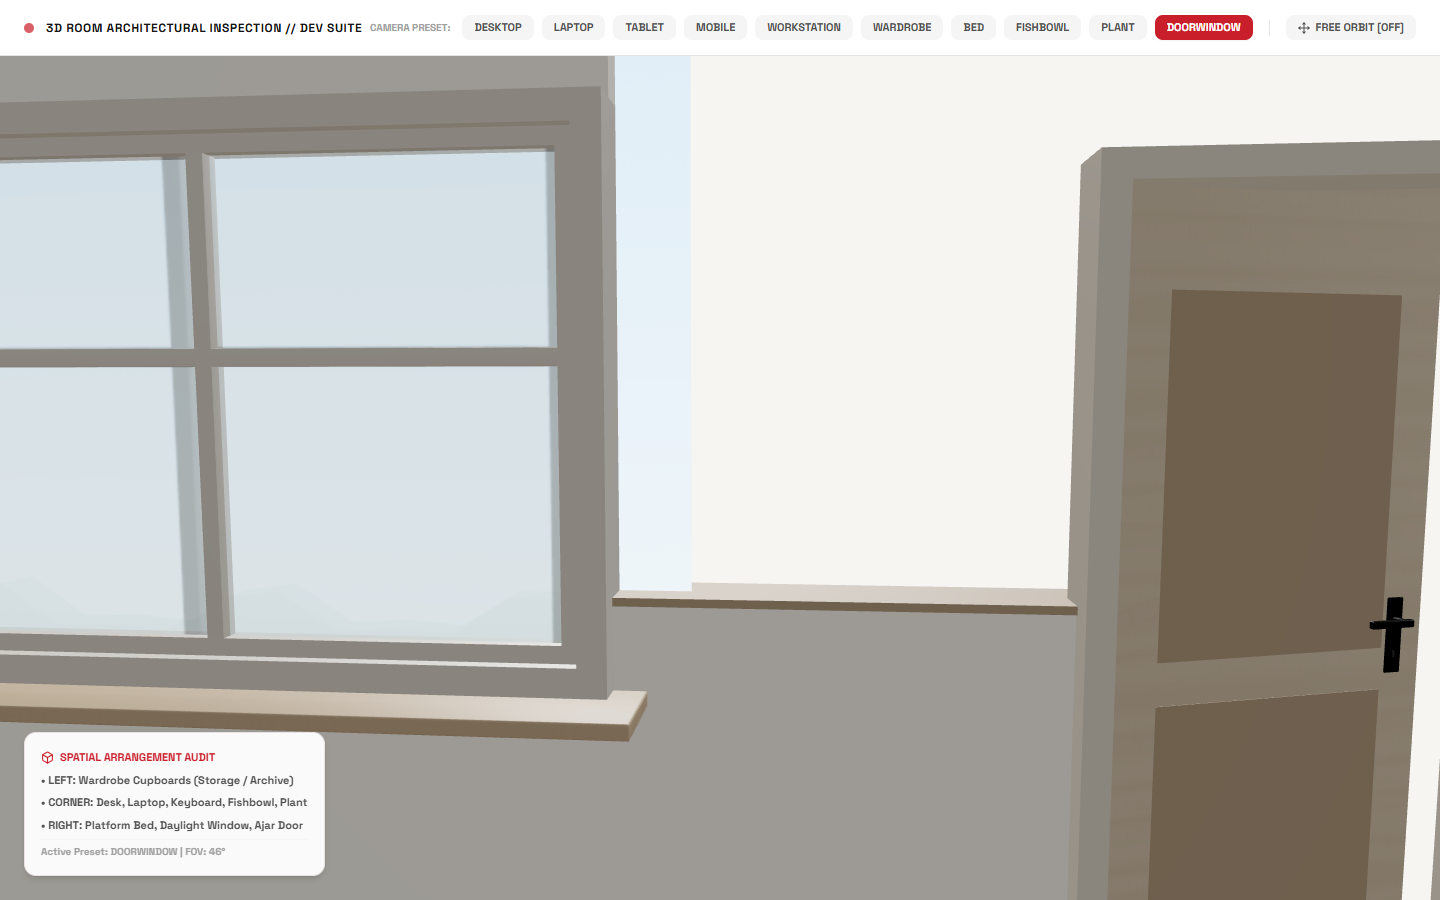 3D ROOM ARCHITECTURAL INSPECTION // DEV SUITE CAMERA PRESET: DESKTOP LAPTOP TABLET MOBILE WORKSTATION WARDROBE BED FISHBOWL PLANT DOORWINDOW FREE ORBIT [OFF]
SPATIAL ARRANGEMENT AUDIT
• LEFT: Wardrobe Cupboards (Storage / Archive)
• CORNER: Desk, Laptop, Keyboard, Fishbowl, Plant
• RIGHT: Platform Bed, Daylight Window, Ajar Door
Active Preset: DOORWINDOW | FOV: 46°